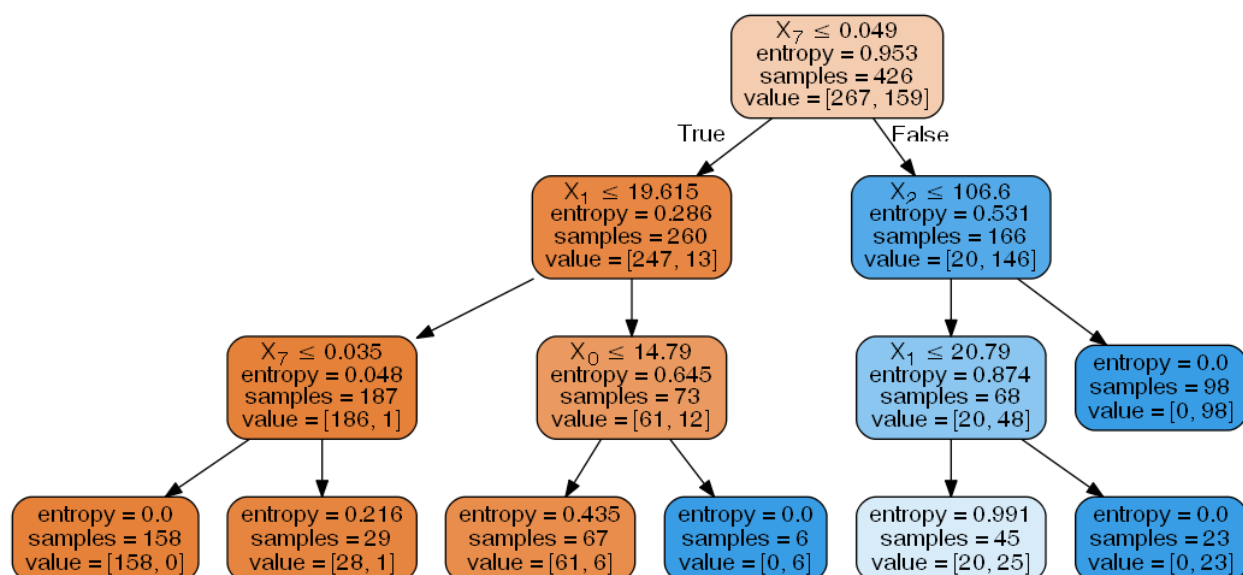 X₇ ≤ 0.049
entropy = 0.953
samples = 426
value = [267, 159]
True
False
X₁ ≤ 19.615
entropy = 0.286
samples = 260
value = [247, 13]
X₂ ≤ 106.6
entropy = 0.531
samples = 166
value = [20, 146]
X₇ ≤ 0.035
entropy = 0.048
samples = 187
value = [186, 1]
X₀ ≤ 14.79
entropy = 0.645
samples = 73
value = [61, 12]
X₁ ≤ 20.79
entropy = 0.874
samples = 68
value = [20, 48]
entropy = 0.0
samples = 98
value = [0, 98]
entropy = 0.0
samples = 158
value = [158, 0]
entropy = 0.216
samples = 29
value = [28, 1]
entropy = 0.435
samples = 67
value = [61, 6]
entropy = 0.0
samples = 6
value = [0, 6]
entropy = 0.991
samples = 45
value = [20, 25]
entropy = 0.0
samples = 23
value = [0, 23]